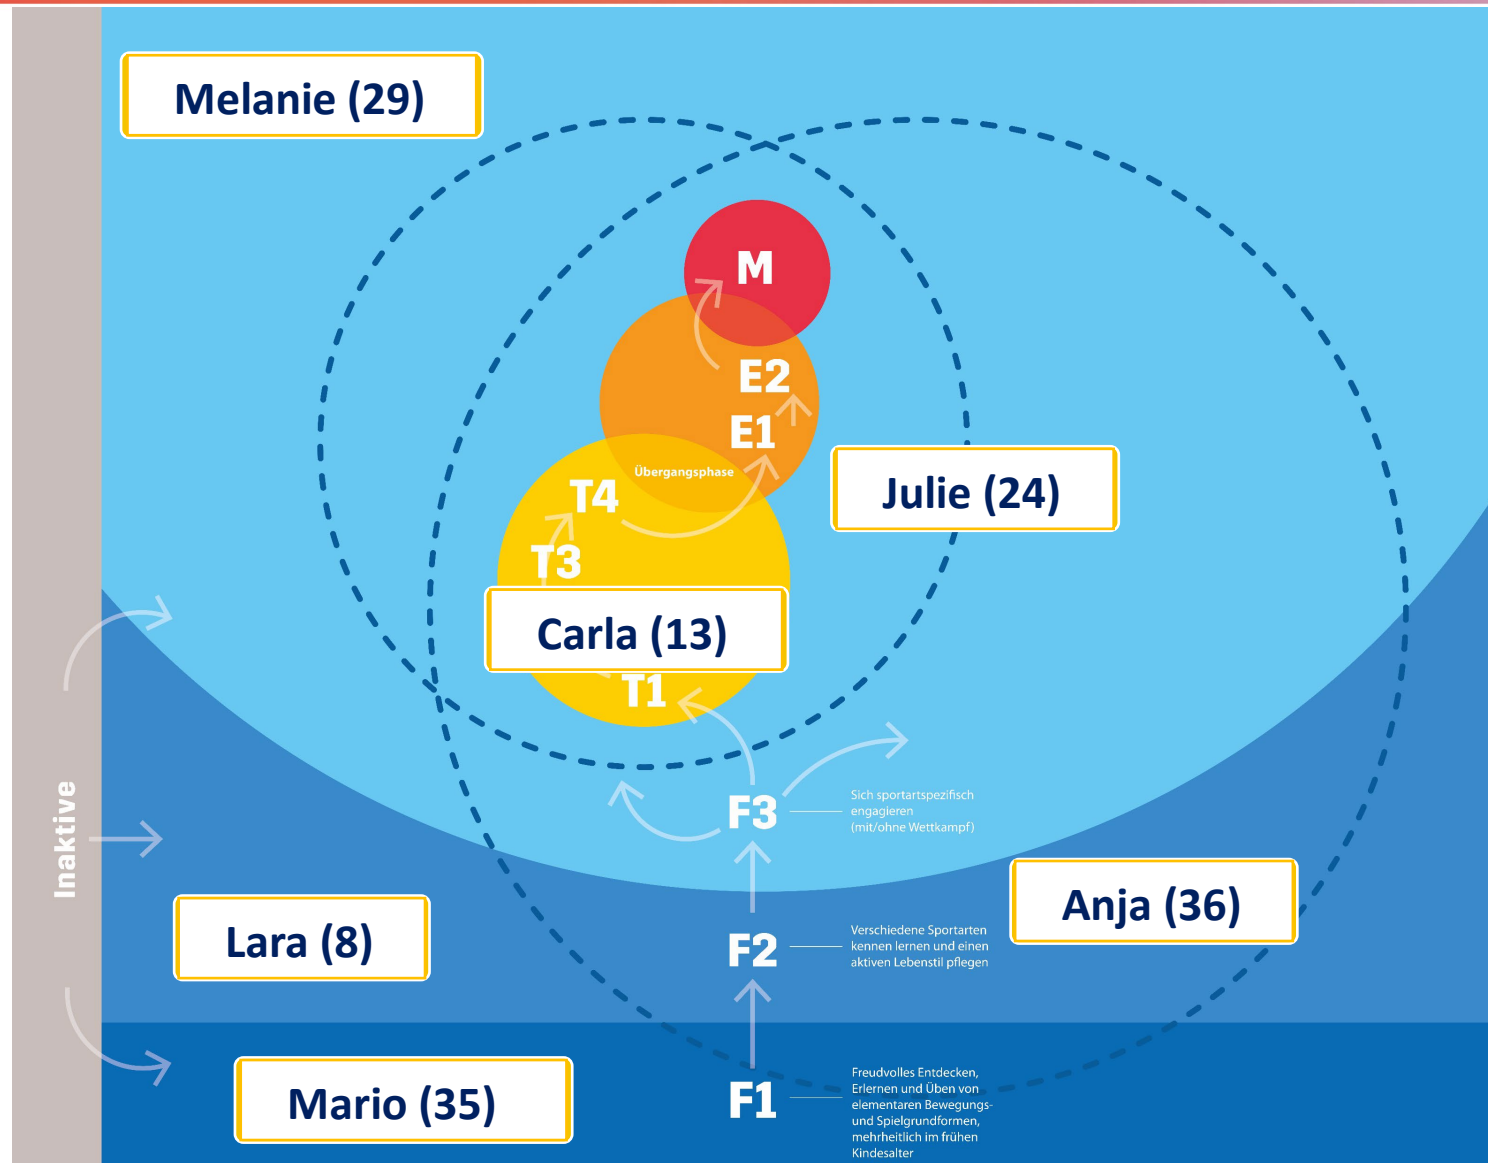 Melanie (29)
M
E2
E1
Übergangsphase
T4
Julie (24)
T3
Carla (13)
T1
Inaktive
F3
Sich sportartspezifisch
engagieren
(mit/ohne Wettkampf)
Anja (36)
Lara (8)
F2
Verschiedene Sportarten
kennen lernen und einen
aktiven Lebenstil pflegen
Mario (35)
F1
Freudvolles Entdecken,
Erlernen und Üben von
elementaren Bewegungs-
und Spielgrundformen,
mehrheitlich im frühen
Kindesalter